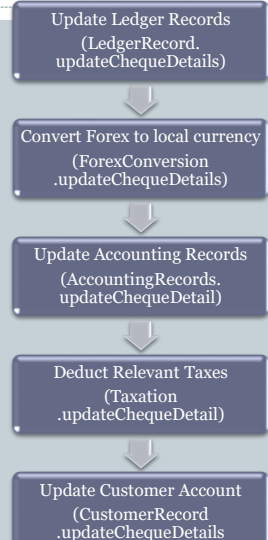 Update Ledger Records
(LedgerRecord.
updateChequeDetails)
Convert Forex to local currency
(ForexConversion
.updateChequeDetails)
Update Accounting Records
(AccountingRecords.
updateChequeDetail)
Deduct Relevant Taxes
(Taxation
.updateChequeDetail)
Update Customer Account
(CustomerRecord
.updateChequeDetails